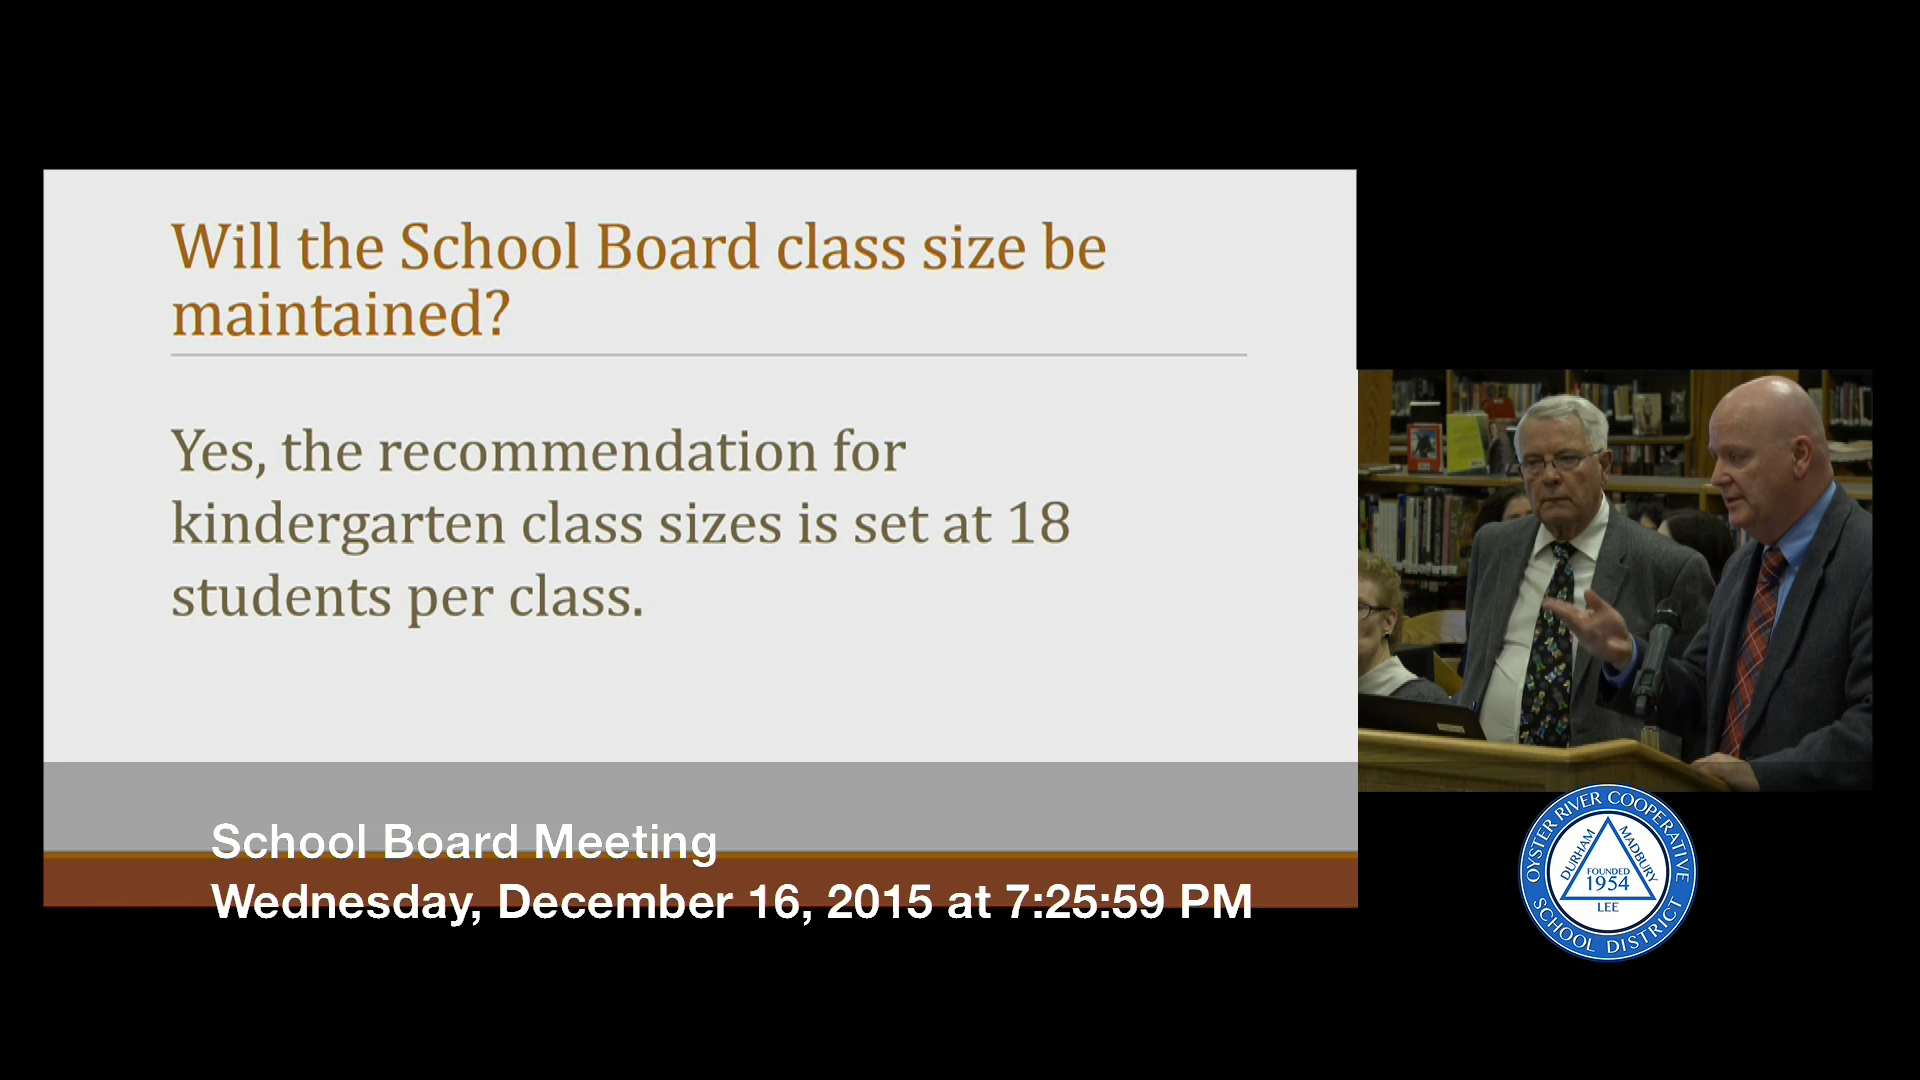 Will the School Board class size be
maintained?
Yes, the recommendation for
kindergarten class sizes is set at 18
students per class.
School Board Meeting
Wednesday, December 16, 2015 at 7:25:59 PM
OYSTER RIVER COOPERATIVE
DURHAM
MADBURY
FOUNDED
1954
LEE
SCHOOL DISTRICT